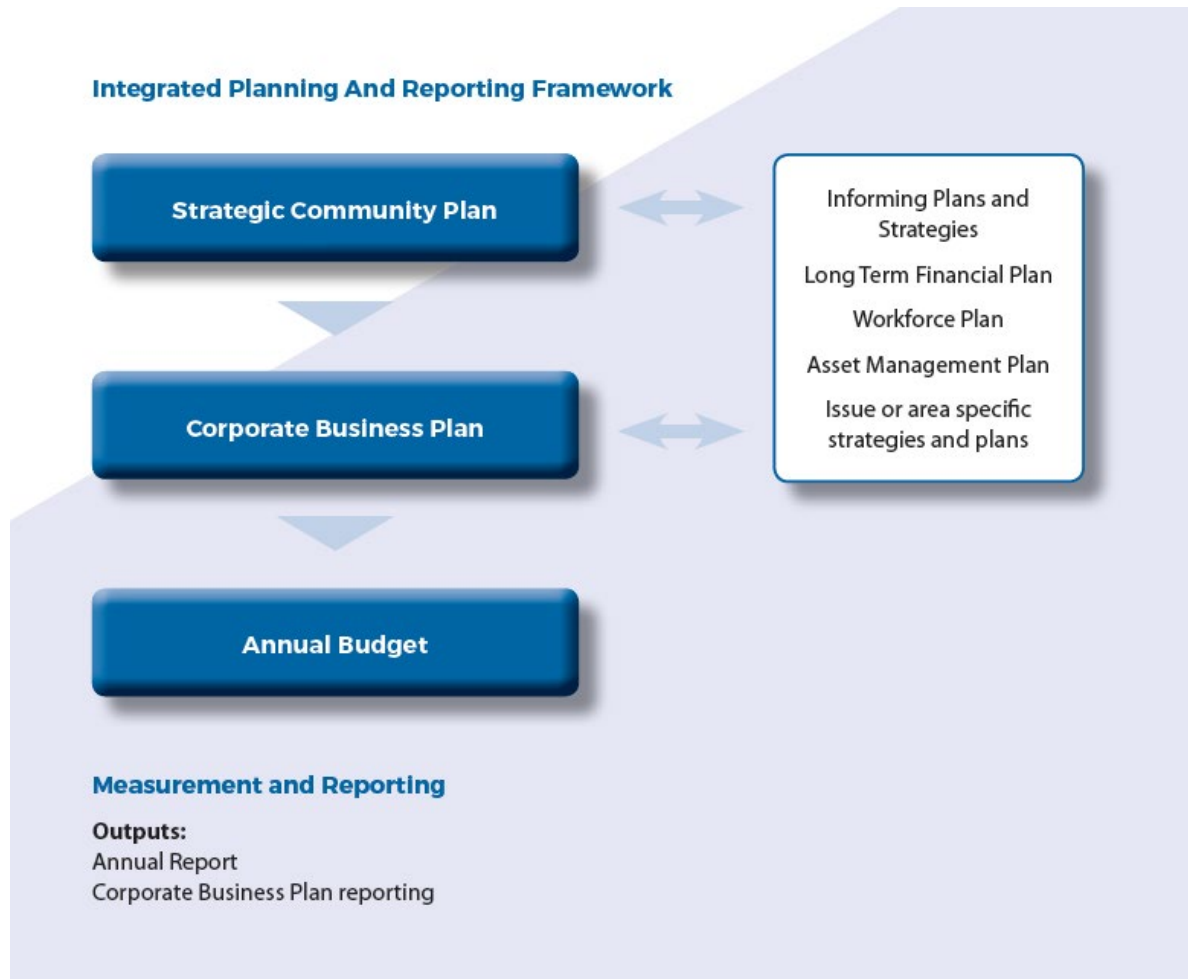 Integrated Planning And Reporting Framework
Strategic Community Plan
Informing Plans and
Strategies
Long Term Financial Plan
Workforce Plan
Asset Management Plan
Issue or area specific
strategies and plans
Corporate Business Plan
Annual Budget
Measurement and Reporting
Outputs:
Annual Report
Corporate Business Plan reporting